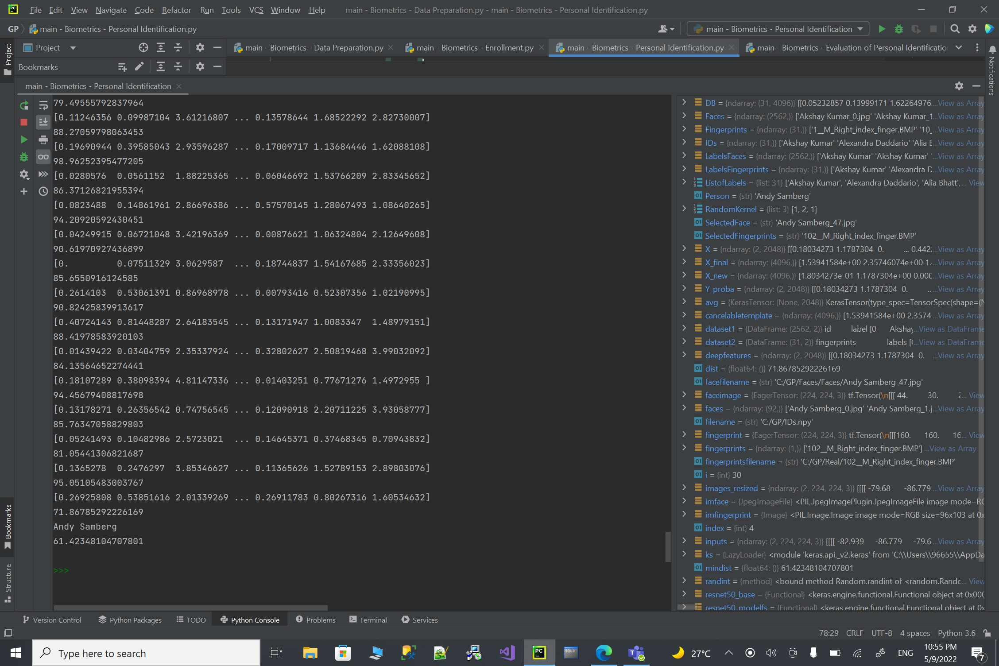 File Edit View Navigate Code Refactor Run Tools VCS Window Help main - Biometrics - Data Preparation.py - main - Biometrics - Personal Identification.py
GP main - Biometrics - Personal Identification.py main - Biometrics - Personal Identification
Project main - Biometrics - Data Preparation.py main - Biometrics - Enrollment.py main - Biometrics - Personal Identification.py main - Biometrics - Evaluation of Personal Identificatio
Bookmarks
main - Biometrics - Personal Identification
79.49555792837964
[0.11246356 0.09987104 3.61216807 ... 0.13578644 1.68522292 2.82730007]
88.27059798063453
[0.19690944 0.39585043 2.93596287 ... 0.17009717 1.13684446 1.62088108]
98.96252395477205
[0.0280576  0.0561152  1.88225365 ... 0.06046692 1.53766209 2.83345652]
86.37126821955394
[0.0823488  0.14861961 2.86696386 ... 0.57570145 1.28067493 1.08640265]
94.20920592430451
[0.04249915 0.06721048 3.42196369 ... 0.00876621 1.06324804 2.12649608]
90.61970927436899
[0.         0.07511329 3.0629587  ... 0.18744837 1.54167685 2.33356023]
85.6550916124585
[0.2614103  0.53061391 0.86968978 ... 0.00793416 0.52307356 1.02190995]
90.82425839913617
[0.40724143 0.81448287 2.64183545 ... 0.13171947 1.0083347  1.48979151]
88.41978583920103
[0.01439422 0.03404759 2.35337924 ... 0.32802627 2.50819468 3.99032092]
84.13564652274441
[0.18107289 0.38098394 4.81147336 ... 0.01403251 0.77671276 1.4972955 ]
94.45679408817698
[0.13178271 0.26356542 0.74756545 ... 0.12090918 2.20711225 3.93058777]
85.76347058829803
[0.05241493 0.10482986 2.5723021  ... 0.14645371 0.37468345 0.70943832]
81.05441306821687
[0.1365278  0.2476297  3.85346627 ... 0.11365626 1.52789153 2.89803076]
95.05105483003767
[0.26925808 0.53851616 2.01339269 ... 0.26911783 0.80267316 1.60534632]
71.86785292226169
Andy Samberg
61.42348104707801
>>>
DB = {ndarray: (31, 4096)} [[0.05232857 0.13999171 1.62264976 ...View as Array
Faces = {ndarray: (2562,)} ['Akshay Kumar_0.jpg' 'Akshay Kumar_1...View as Array
Fingerprints = {ndarray: (31,)} ['1__M_Right_index_finger.BMP' '10_...View as Array
IDs = {ndarray: (31,)} ['Akshay Kumar' 'Alexandra Daddario' 'Alia B...View as Array
LabelsFaces = {ndarray: (2562,)} ['Akshay Kumar' 'Akshay Kumar' '...View as Array
LabelsFingerprints = {ndarray: (31,)} ['Akshay Kumar' 'Alexandra D...View as Array
ListofLabels = {list: 31} ['Akshay Kumar', 'Alexandra Daddario', 'Alia Bhatt',... View
Person = {str} 'Andy Samberg'
RandomKernel = {list: 3} [1, 2, 1]
SelectedFace = {str} 'Andy Samberg_47.jpg'
SelectedFingerprints = {str} '102__M_Right_index_finger.BMP'
X = {ndarray: (2, 2048)} [[0.18034273 1.1787304 0. ... 0.442...View as Array
X_final = {ndarray: (4096,)} [1.53941584e+00 2.35746074e+00 1...View as Array
X_new = {ndarray: (4096,)} [1.8034273e-01 1.1787304e+00 0.000...View as Array
Y_proba = {ndarray: (2, 2048)} [[0.18034273 1.1787304 0. ...View as Array
avg = {KerasTensor: (None, 2048)} KerasTensor(type_spec=TensorSpec(shape=(N
cancelabletemplate = {ndarray: (4096,)} [1.53941584e+00 2.3574 ...View as Array
dataset1 = {DataFrame: (2562, 2)} id label [0 Akshay...View as DataFrame
dataset2 = {DataFrame: (31, 2)} fingerprints labels [0...View as DataFrame
deepfeatures = {ndarray: (2, 2048)} [[0.18034273 1.1787304 0. ...View as Array
dist = {float64: ()} 71.86785292226169
facefilename = {str} 'C:/GP/Faces/Faces/Andy Samberg_47.jpg'
faceimage = {EagerTensor: (224, 224, 3)} tf.Tensor(\n[[[ 44. 30. 2... View
faces = {ndarray: (92,)} ['Andy Samberg_0.jpg' 'Andy Samberg_1.j...View as Array
filename = {str} 'C:/GP/IDs.npy'
fingerprint = {EagerTensor: (224, 224, 3)} tf.Tensor(\n[[[160. 160. 16... View
fingerprints = {ndarray: (1,)} ['102__M_Right_index_finger.BMP'] ...View as Array
fingerprintsfilename = {str} 'C:/GP/Real/102__M_Right_index_finger.BMP'
i = {int} 30
images_resized = {ndarray: (2, 224, 224, 3)} [[[[ -79.68 -86.779 ...View as Array
imface = {JpegImageFile} <PIL.JpegImagePlugin.JpegImageFile image mode=RG
imfingerprint = {Image} <PIL.Image.Image image mode=RGB size=96x103 at 0x
index = {int} 4
inputs = {ndarray: (2, 224, 224, 3)} [[[[ -82.939 -86.779 -79.6 ...View as Array
ks = {LazyLoader} <module 'keras.api._v2.keras' from 'C:\\Users\\96655\\AppDa
mindist = {float64: ()} 61.42348104707801
randint = {method} <bound method Random.randint of <random.Rando... View
resnet50_base = {Functional} <keras.engine.functional.Functional object at 0x000
resnet50_modelfs = {Functional} <keras.engine.functional.Functional object at 0x
Project
Bookmarks
Structure
Notifications
Version Control Python Packages TODO Python Console Problems Terminal Services
78:29 CRLF UTF-8 4 spaces Python 3.6
Type here to search
27°C ENG 10:55 PM
5/9/2022
7